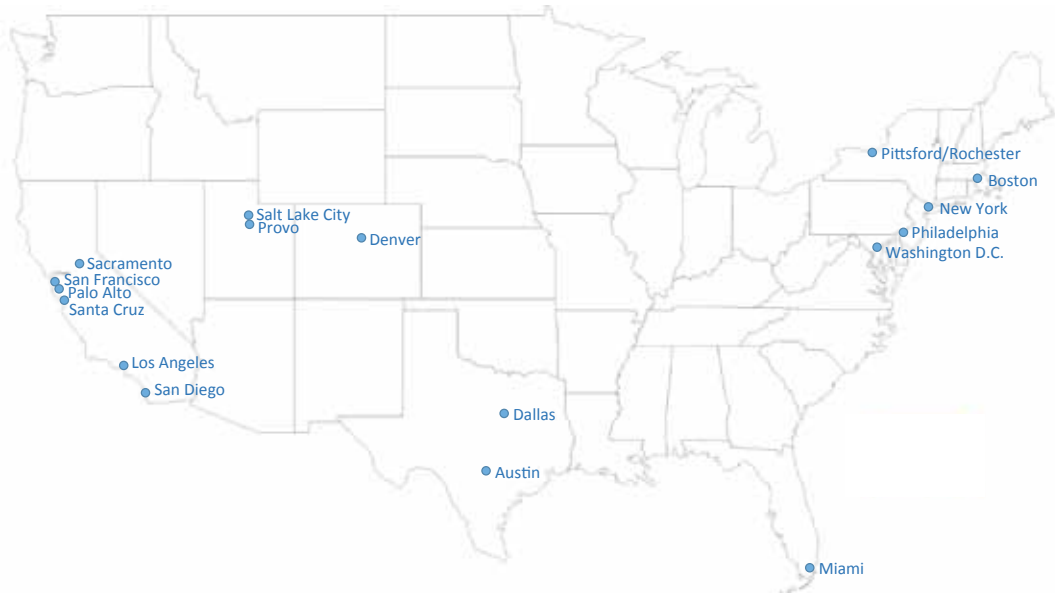 Pittsford/Rochester
Boston
New York
Salt Lake City
Provo
Denver
Philadelphia
Washington D.C.
Sacramento
San Francisco
Palo Alto
Santa Cruz
Los Angeles
San Diego
Dallas
Austin
Miami